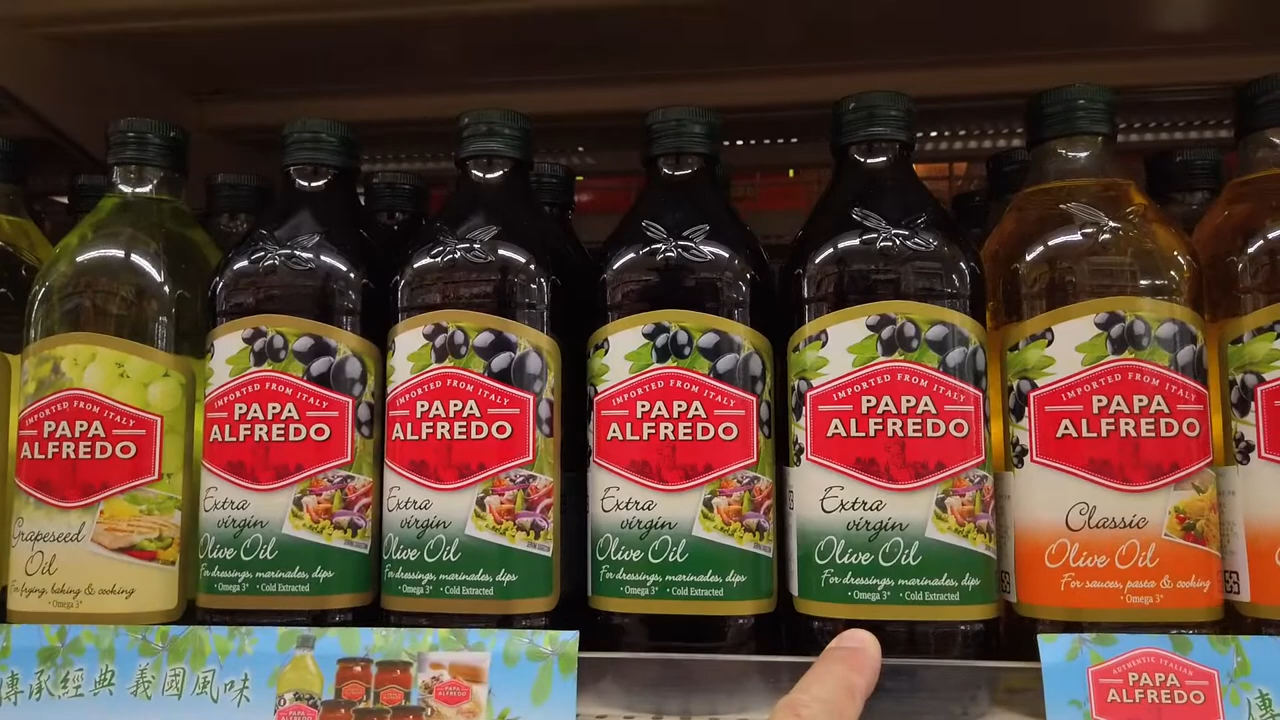 IMPORTED FROM ITALY
PAPA
ALFREDO
Grapeseed
Oil
For frying, baking & cooking
• Omega 3*
IMPORTED FROM ITALY
PAPA
ALFREDO
Extra
virgin
Olive Oil
For dressings, marinades, dips
• Omega 3* • Cold Extracted
IMPORTED FROM ITALY
PAPA
ALFREDO
Extra
virgin
Olive Oil
For dressings, marinades, dips
• Omega 3* • Cold Extracted
IMPORTED FROM ITALY
PAPA
ALFREDO
Extra
virgin
Olive Oil
For dressings, marinades, dips
• Omega 3* • Cold Extracted
IMPORTED FROM ITALY
PAPA
ALFREDO
Extra
virgin
Olive Oil
For dressings, marinades, dips
• Omega 3* • Cold Extracted
IMPORTED FROM ITALY
PAPA
ALFREDO
Classic
Olive Oil
For sauces, pasta & cooking
• Omega 3*
傳承經典 義國風味
PAPA
ALFREDO
AUTHENTIC ITALIAN
PAPA
ALFREDO
傳